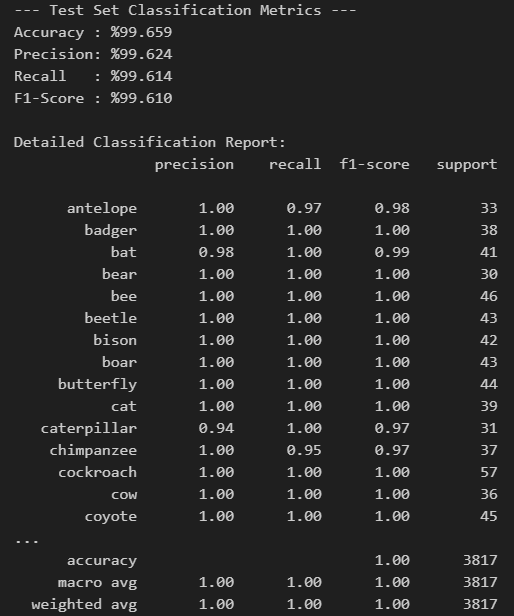 --- Test Set Classification Metrics ---
Accuracy : %99.659
Precision: %99.624
Recall   : %99.614
F1-Score : %99.610
Detailed Classification Report:
precision    recall  f1-score   support
antelope       1.00      0.97      0.98        33
badger       1.00      1.00      1.00        38
bat       0.98      1.00      0.99        41
bear       1.00      1.00      1.00        30
bee       1.00      1.00      1.00        46
beetle       1.00      1.00      1.00        43
bison       1.00      1.00      1.00        42
boar       1.00      1.00      1.00        43
butterfly       1.00      1.00      1.00        44
cat       1.00      1.00      1.00        39
caterpillar       0.94      1.00      0.97        31
chimpanzee       1.00      0.95      0.97        37
cockroach       1.00      1.00      1.00        57
cow       1.00      1.00      1.00        36
coyote       1.00      1.00      1.00        45
...
accuracy                           1.00      3817
macro avg       1.00      1.00      1.00      3817
weighted avg       1.00      1.00      1.00      3817